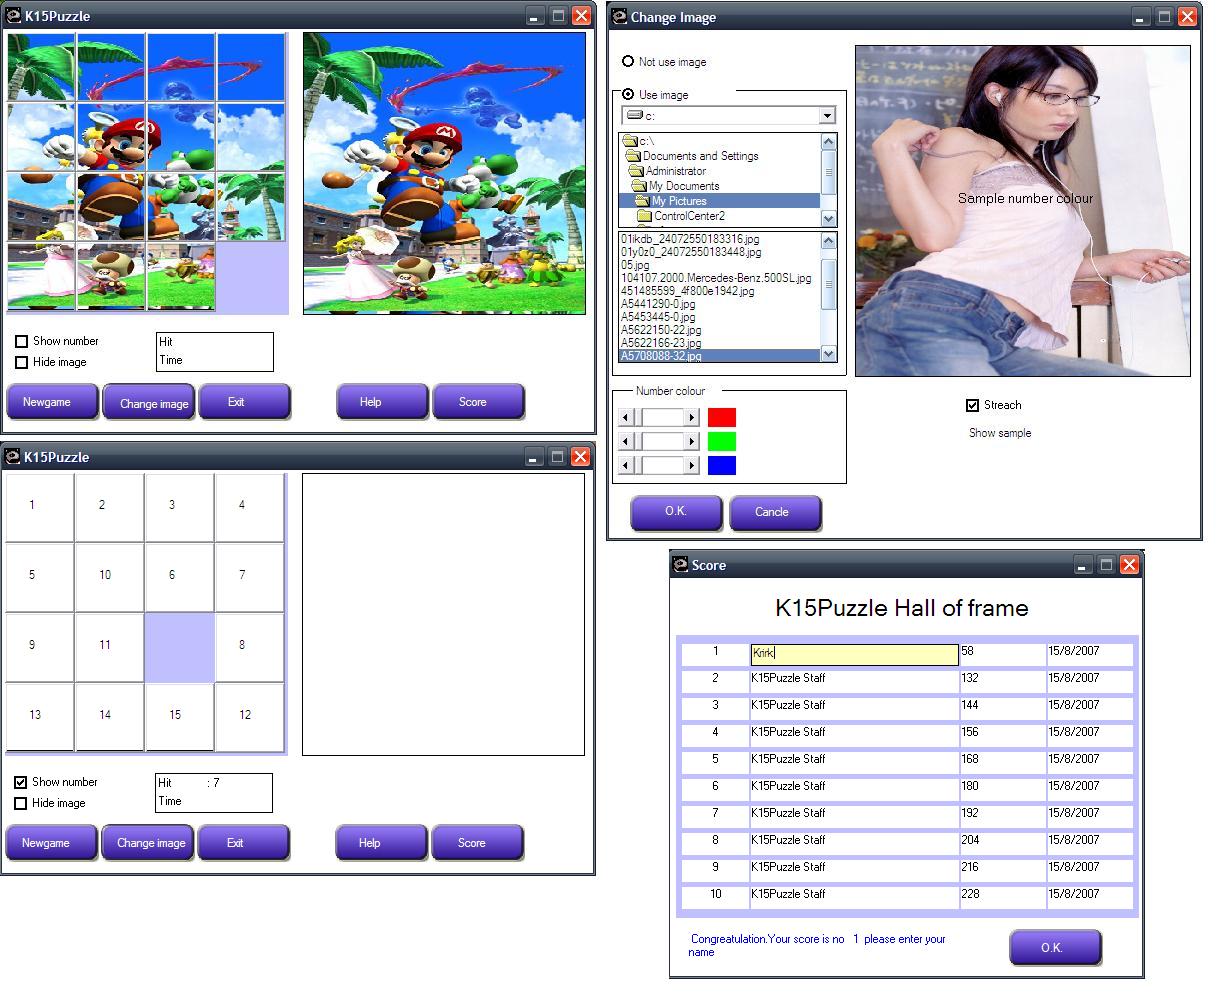 K15Puzzle
Show number
Hide image
Hit
Time
Newgame
Change image
Exit
Help
Score
K15Puzzle
1 2 3 4
5 10 6 7
9 11 8
13 14 15 12
Show number
Hide image
Hit : 7
Time
Newgame
Change image
Exit
Help
Score
Change Image
Not use image
Use image
c:
c:\
Documents and Settings
Administrator
My Documents
My Pictures
ControlCenter2
01ikdb_24072550183316.jpg
01y0z0_24072550183448.jpg
05.jpg
104107.2000.Mercedes-Benz.500SL.jpg
451485599_4f800e1942.jpg
A5441290-0.jpg
A5453445-0.jpg
A5622150-22.jpg
A5622166-23.jpg
A5708088-32.jpg
Number colour
O.K.
Cancle
Sample number colour
Streach
Show sample
Score
K15Puzzle Hall of frame
1 Krirk 58 15/8/2007
2 K15Puzzle Staff 132 15/8/2007
3 K15Puzzle Staff 144 15/8/2007
4 K15Puzzle Staff 156 15/8/2007
5 K15Puzzle Staff 168 15/8/2007
6 K15Puzzle Staff 180 15/8/2007
7 K15Puzzle Staff 192 15/8/2007
8 K15Puzzle Staff 204 15/8/2007
9 K15Puzzle Staff 216 15/8/2007
10 K15Puzzle Staff 228 15/8/2007
Congreatulation.Your score is no 1 please enter your
name
O.K.